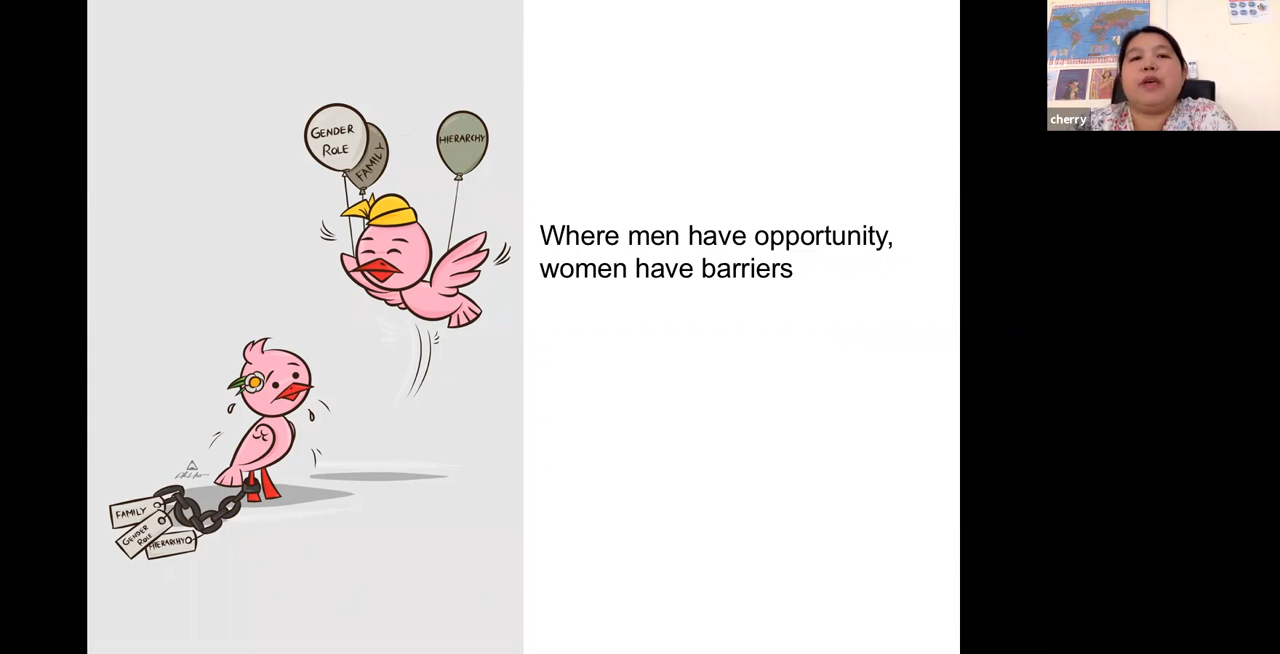 GENDER
ROLE
FAMILY
HIERARCHY
Where men have opportunity,
women have barriers
FAMILY
GENDER
ROLE
HIERARCHY
cherry